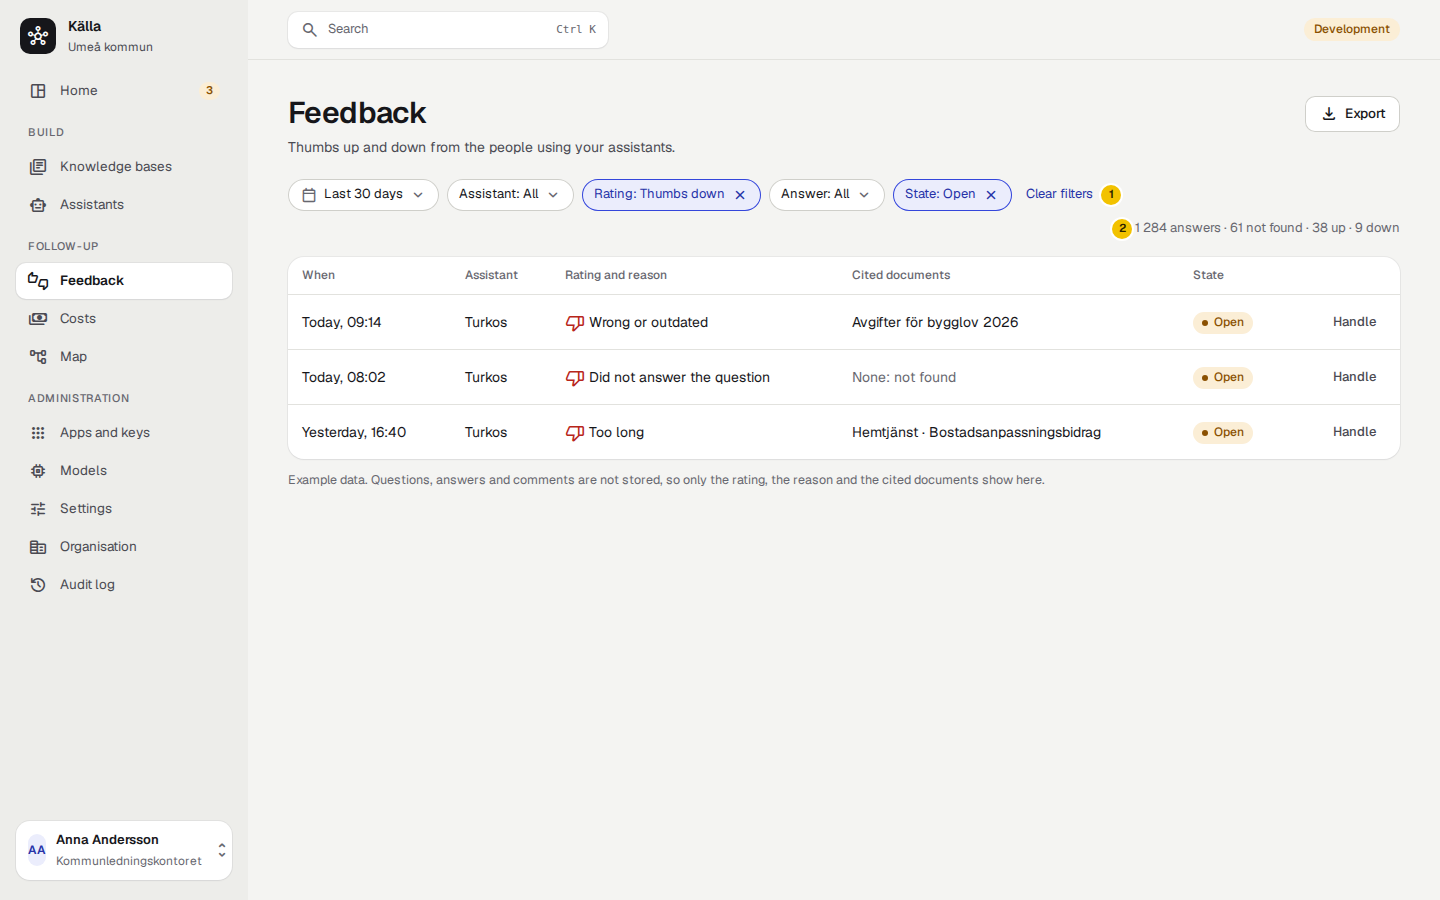 Källa
Umeå kommun
Home 3
BUILD
Knowledge bases
Assistants
FOLLOW-UP
Feedback
Costs
Map
ADMINISTRATION
Apps and keys
Models
Settings
Organisation
Audit log
AA
Anna Andersson
Kommunledningskontoret
Search Ctrl K
Development
Feedback
Export
Thumbs up and down from the people using your assistants.
Last 30 days Assistant: All Rating: Thumbs down Answer: All State: Open Clear filters 1
2 1 284 answers · 61 not found · 38 up · 9 down
When Assistant Rating and reason Cited documents State
Today, 09:14 Turkos Wrong or outdated Avgifter för bygglov 2026 Open Handle
Today, 08:02 Turkos Did not answer the question None: not found Open Handle
Yesterday, 16:40 Turkos Too long Hemtjänst · Bostadsanpassningsbidrag Open Handle
Example data. Questions, answers and comments are not stored, so only the rating, the reason and the cited documents show here.